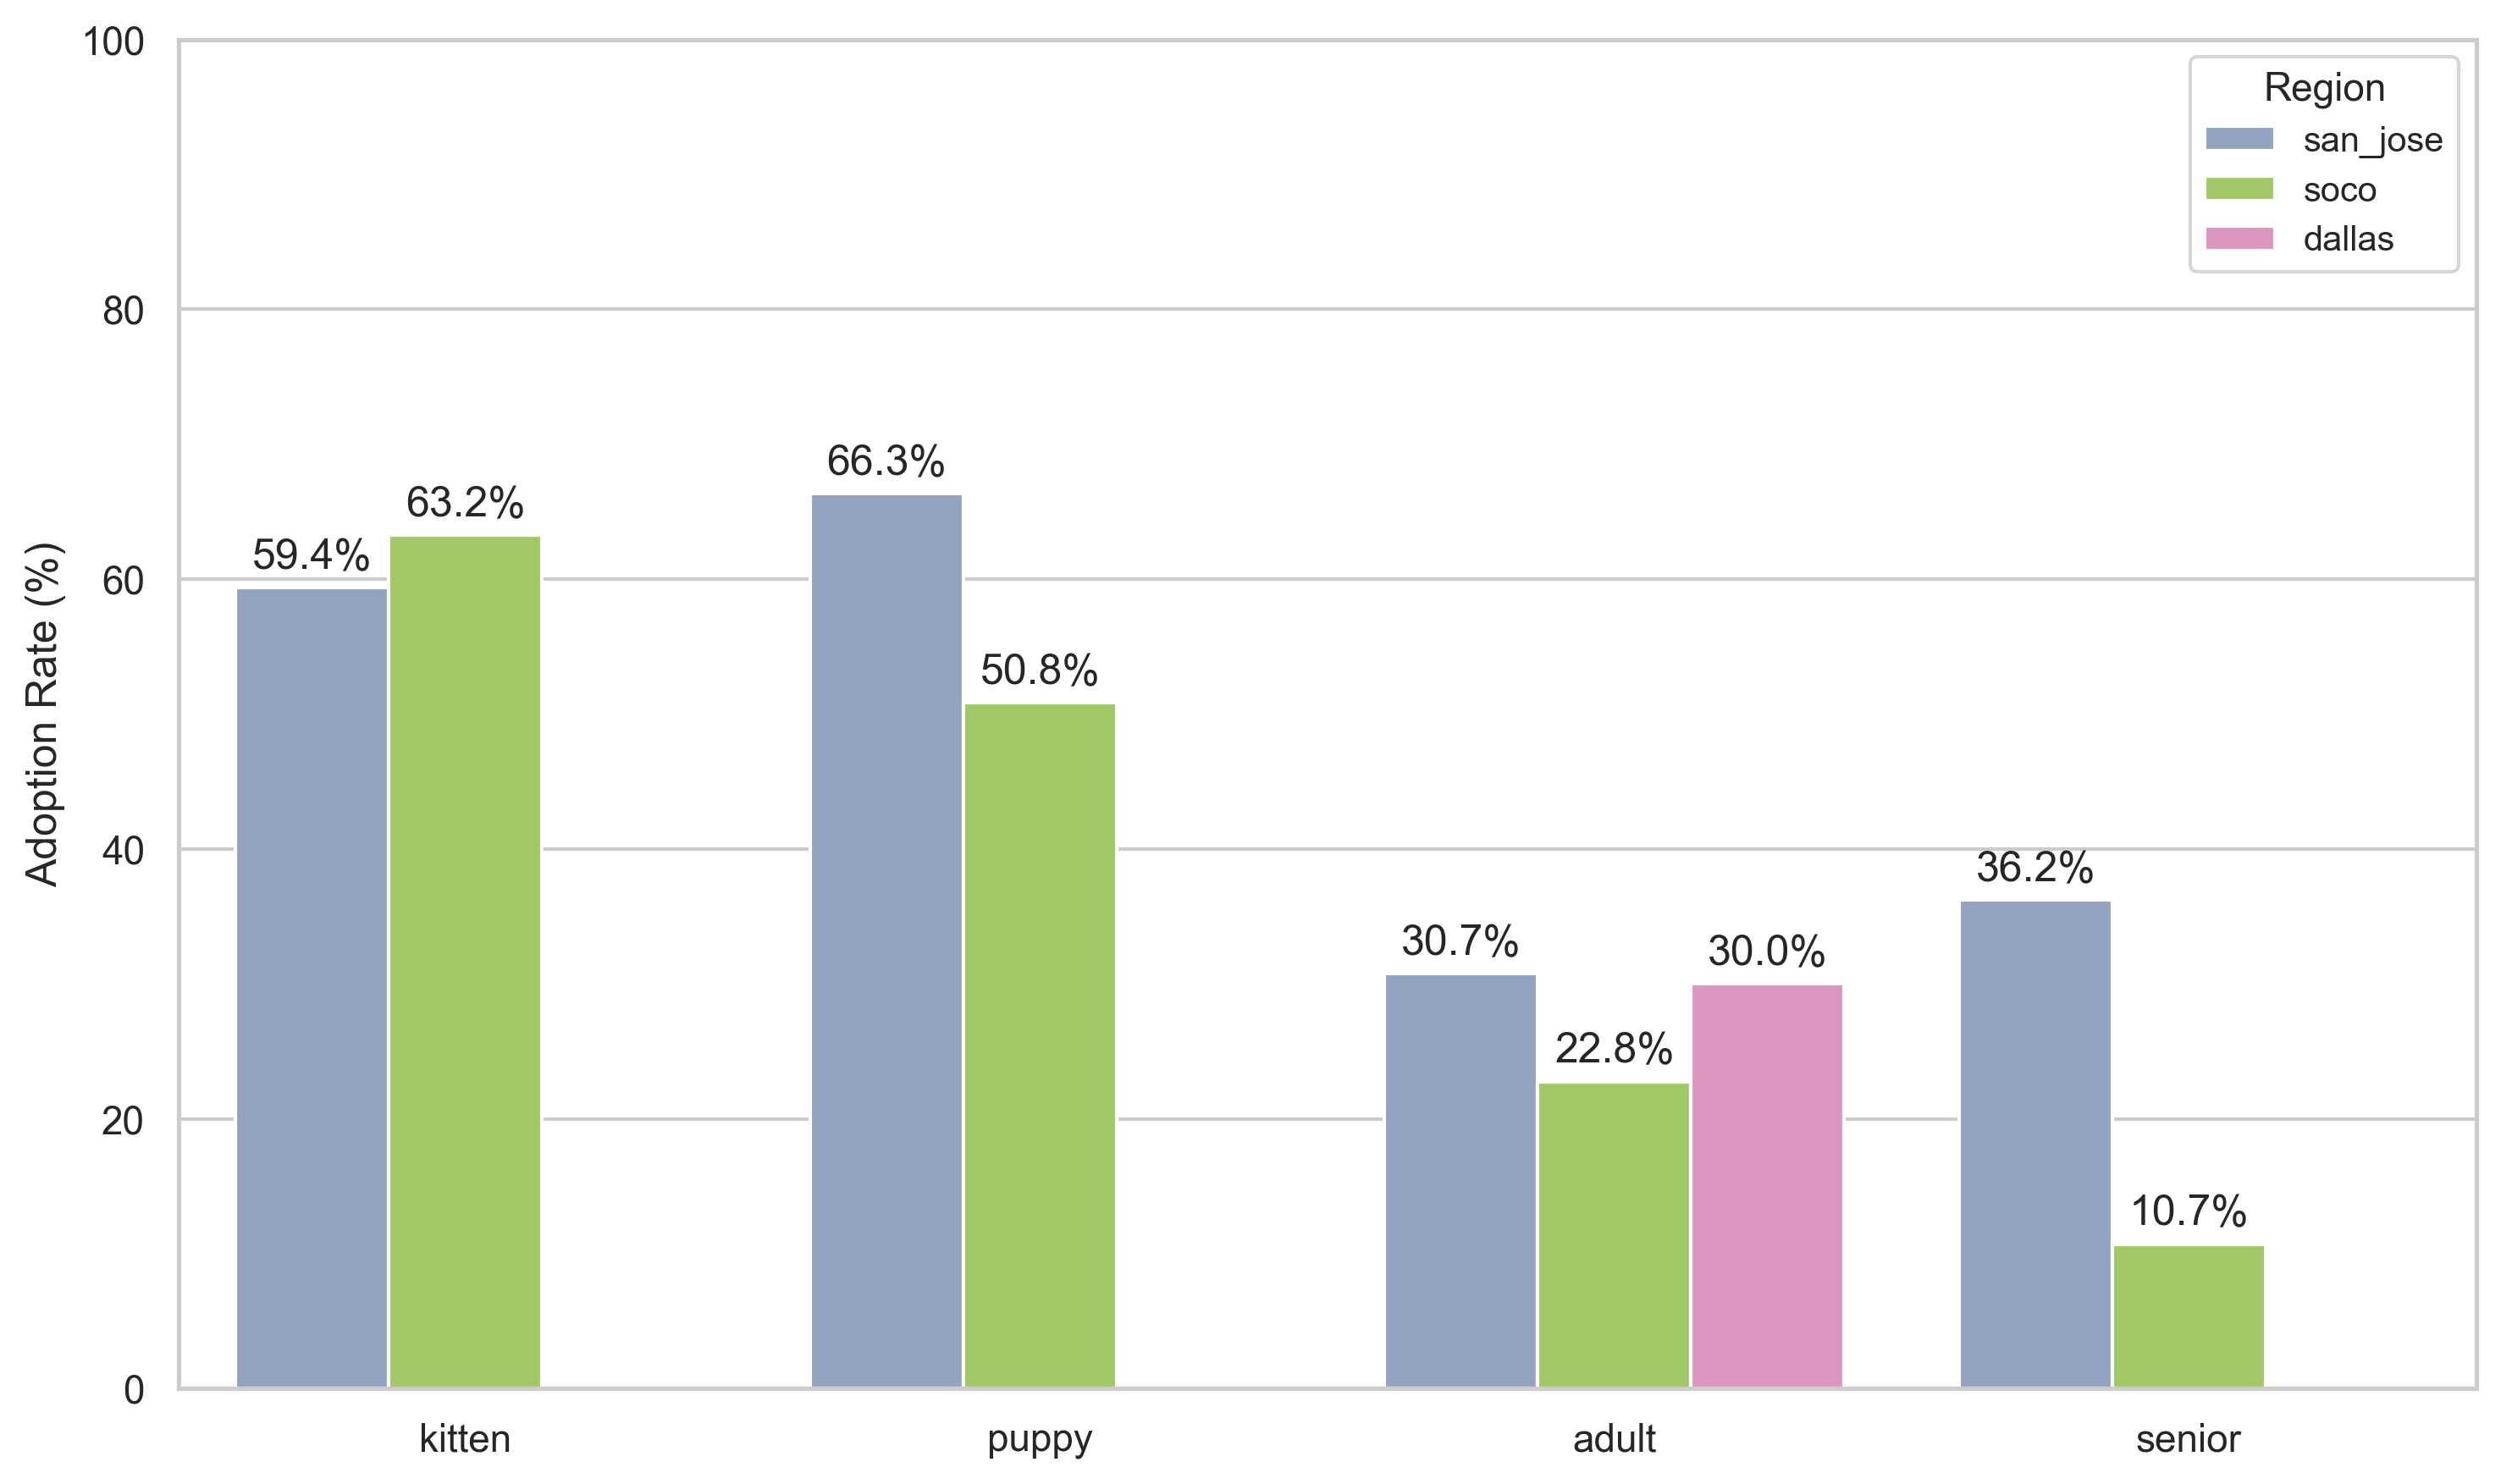 100
80
60
40
20
0
Adoption Rate (%)
Region
san_jose
soco
dallas
59.4%
63.2%
66.3%
50.8%
30.7%
22.8%
30.0%
36.2%
10.7%
kitten
puppy
adult
senior